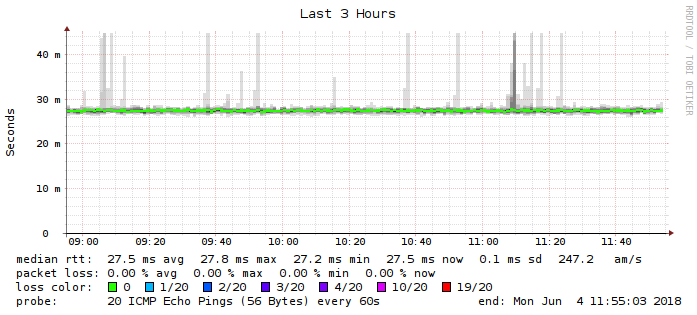 Last 3 Hours
RRDTOOL / TOBI OETIKER
Seconds
40 m
30 m
20 m
10 m
0
09:00 09:20 09:40 10:00 10:20 10:40 11:00 11:20 11:40
median rtt: 27.5 ms avg 27.8 ms max 27.2 ms min 27.5 ms now 0.1 ms sd 247.2 am/s
packet loss: 0.00 % avg 0.00 % max 0.00 % min 0.00 % now
loss color: 0 1/20 2/20 3/20 4/20 10/20 19/20
probe: 20 ICMP Echo Pings (56 Bytes) every 60s end: Mon Jun 4 11:55:03 2018